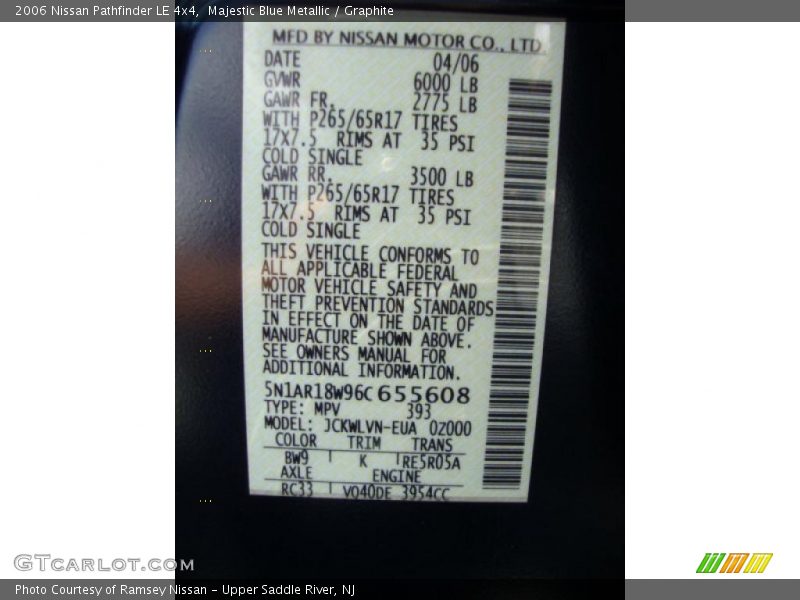 2006 Nissan Pathfinder LE 4x4, Majestic Blue Metallic / Graphite
MFD BY NISSAN MOTOR CO., LTD.
DATE 04/06
GVWR 6000 LB
GAWR FR. 2775 LB
WITH P265/65R17 TIRES
17X7.5 RIMS AT 35 PSI
COLD SINGLE
GAWR RR. 3500 LB
WITH P265/65R17 TIRES
17X7.5 RIMS AT 35 PSI
COLD SINGLE
THIS VEHICLE CONFORMS TO
ALL APPLICABLE FEDERAL
MOTOR VEHICLE SAFETY AND
THEFT PREVENTION STANDARDS
IN EFFECT ON THE DATE OF
MANUFACTURE SHOWN ABOVE.
SEE OWNERS MANUAL FOR
ADDITIONAL INFORMATION.
5N1AR18W96C655608
TYPE: MPV 393
MODEL: JCKWLVN-EUA 0Z000
COLOR TRIM TRANS
BW9 K RE5R05A
AXLE ENGINE
RC33 VQ40DE 3954CC
GTCARLOT.COM
Photo Courtesy of Ramsey Nissan - Upper Saddle River, NJ